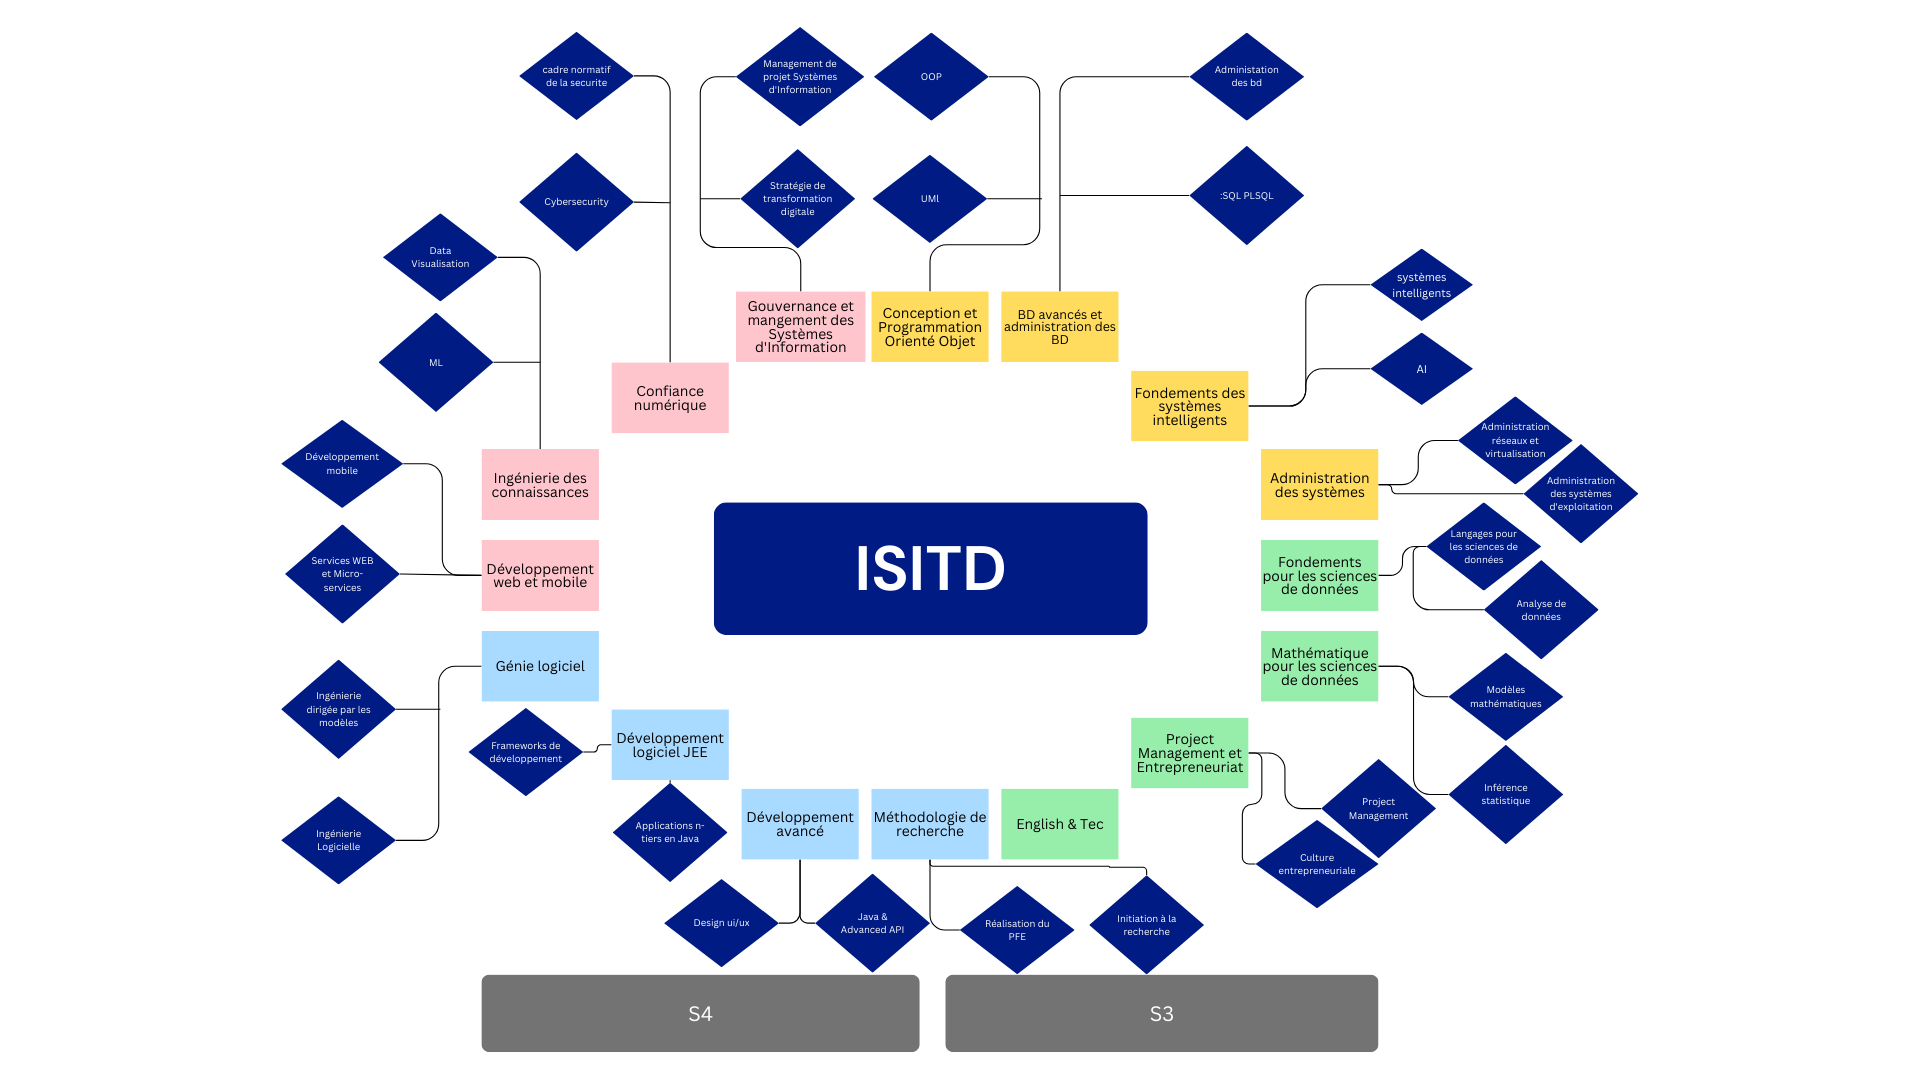 cadre normatif
de la securite
Management de
projet Systèmes
d'Information
OOP
Administation
des bd
Cybersecurity
Stratégie de
transformation
digitale
UMl
:SQL PLSQL
Data
Visualisation
systèmes
intelligents
ML
AI
Gouvernance et
mangement des
Systèmes
d'Information
Conception et
Programmation
Orienté Objet
BD avancés et
administration des
BD
Confiance
numérique
Fondements des
systèmes
intelligents
Développement
mobile
Ingénierie des
connaissances
Administration
des systèmes
Administration
réseaux et
virtualisation
Administration
des systèmes
d'exploitation
Services WEB
et Micro-
services
Développement
web et mobile
ISITD
Fondements
pour les sciences
de données
Langages pour
les sciences de
données
Analyse de
données
Génie logiciel
Mathématique
pour les sciences
de données
Modèles
mathématiques
Ingénierie
dirigée par les
modèles
Frameworks de
développement
Développement
logiciel JEE
Project
Management et
Entrepreneuriat
Inférence
statistique
Ingénierie
Logicielle
Applications n-
tiers en Java
Développement
avancé
Méthodologie de
recherche
English & Tec
Project
Management
Culture
entrepreneuriale
Design ui/ux
Java &
Advanced API
Réalisation du
PFE
Initiation à la
recherche
S4
S3